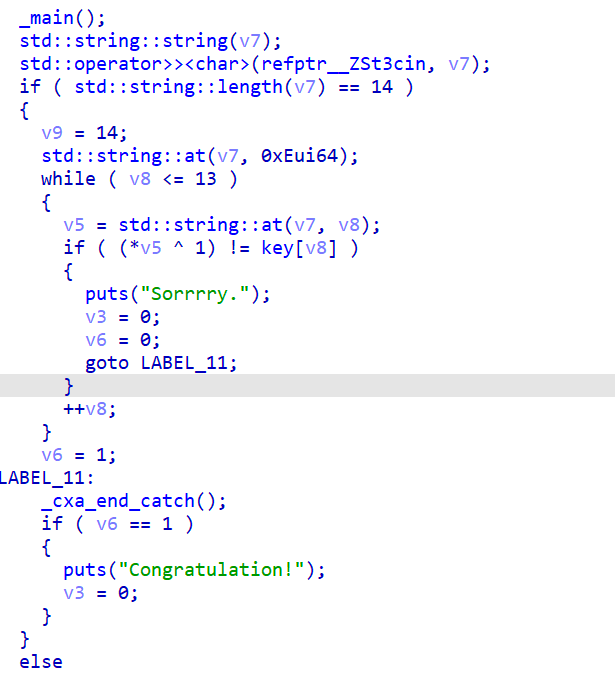 _main();
std::string::string(v7);
std::operator>><char>(refptr__ZSt3cin, v7);
if ( std::string::length(v7) == 14 )
{
v9 = 14;
std::string::at(v7, 0xEui64);
while ( v8 <= 13 )
{
v5 = std::string::at(v7, v8);
if ( (*v5 ^ 1) != key[v8] )
{
puts("Sorrrry.");
v3 = 0;
v6 = 0;
goto LABEL_11;
}
++v8;
}
v6 = 1;
LABEL_11:
_cxa_end_catch();
if ( v6 == 1 )
{
puts("Congratulation!");
v3 = 0;
}
}
else